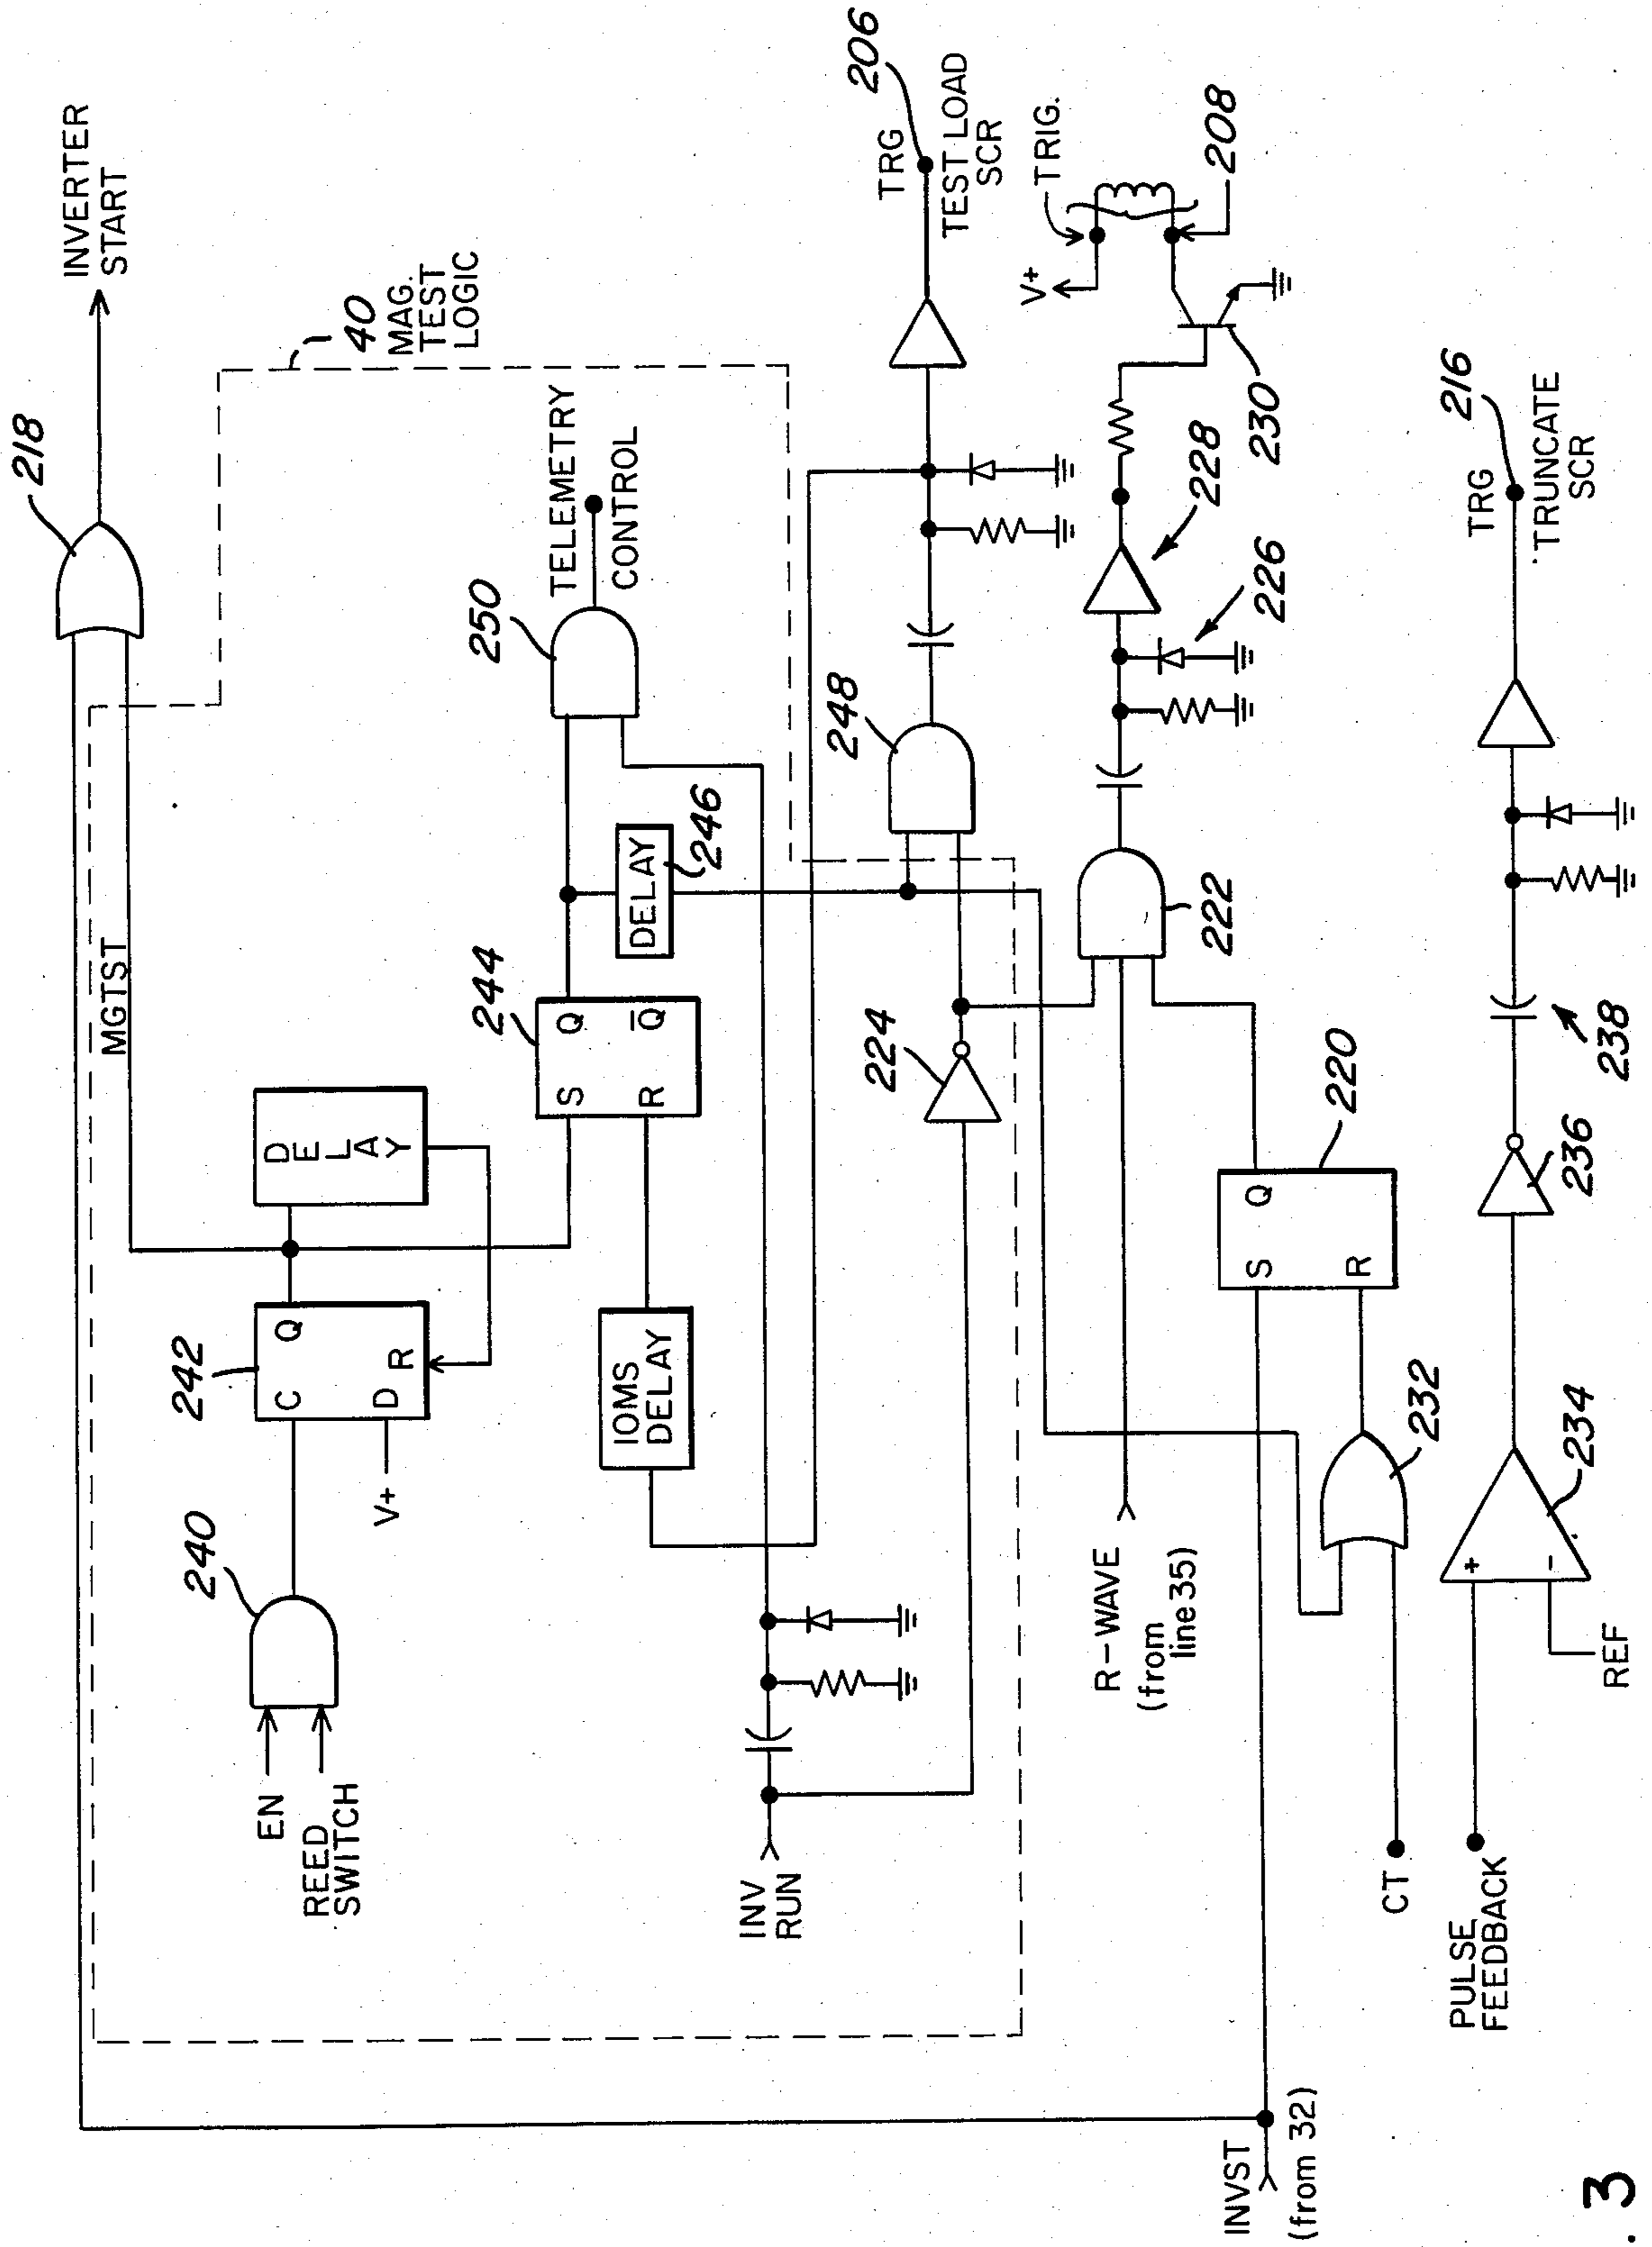 218
INVERTER
START
40
MAG.
TEST
LOGIC
MGTST
240
EN
REED
SWITCH
242
C
Q
D
R
V+
DELAY
244
S
Q
R
Q
IOMS
DELAY
DELAY
246
250
TELEMETRY
CONTROL
INV
RUN
224
248
TRG
206
TEST LOAD
SCR
R-WAVE
(from
line 35)
222
226
228
230
V+
TRIG.
208
INVST
(from 32)
S
Q
R
220
CT
232
PULSE
FEEDBACK
REF
+
-
234
236
238
TRG
216
TRUNCATE
SCR
. 3